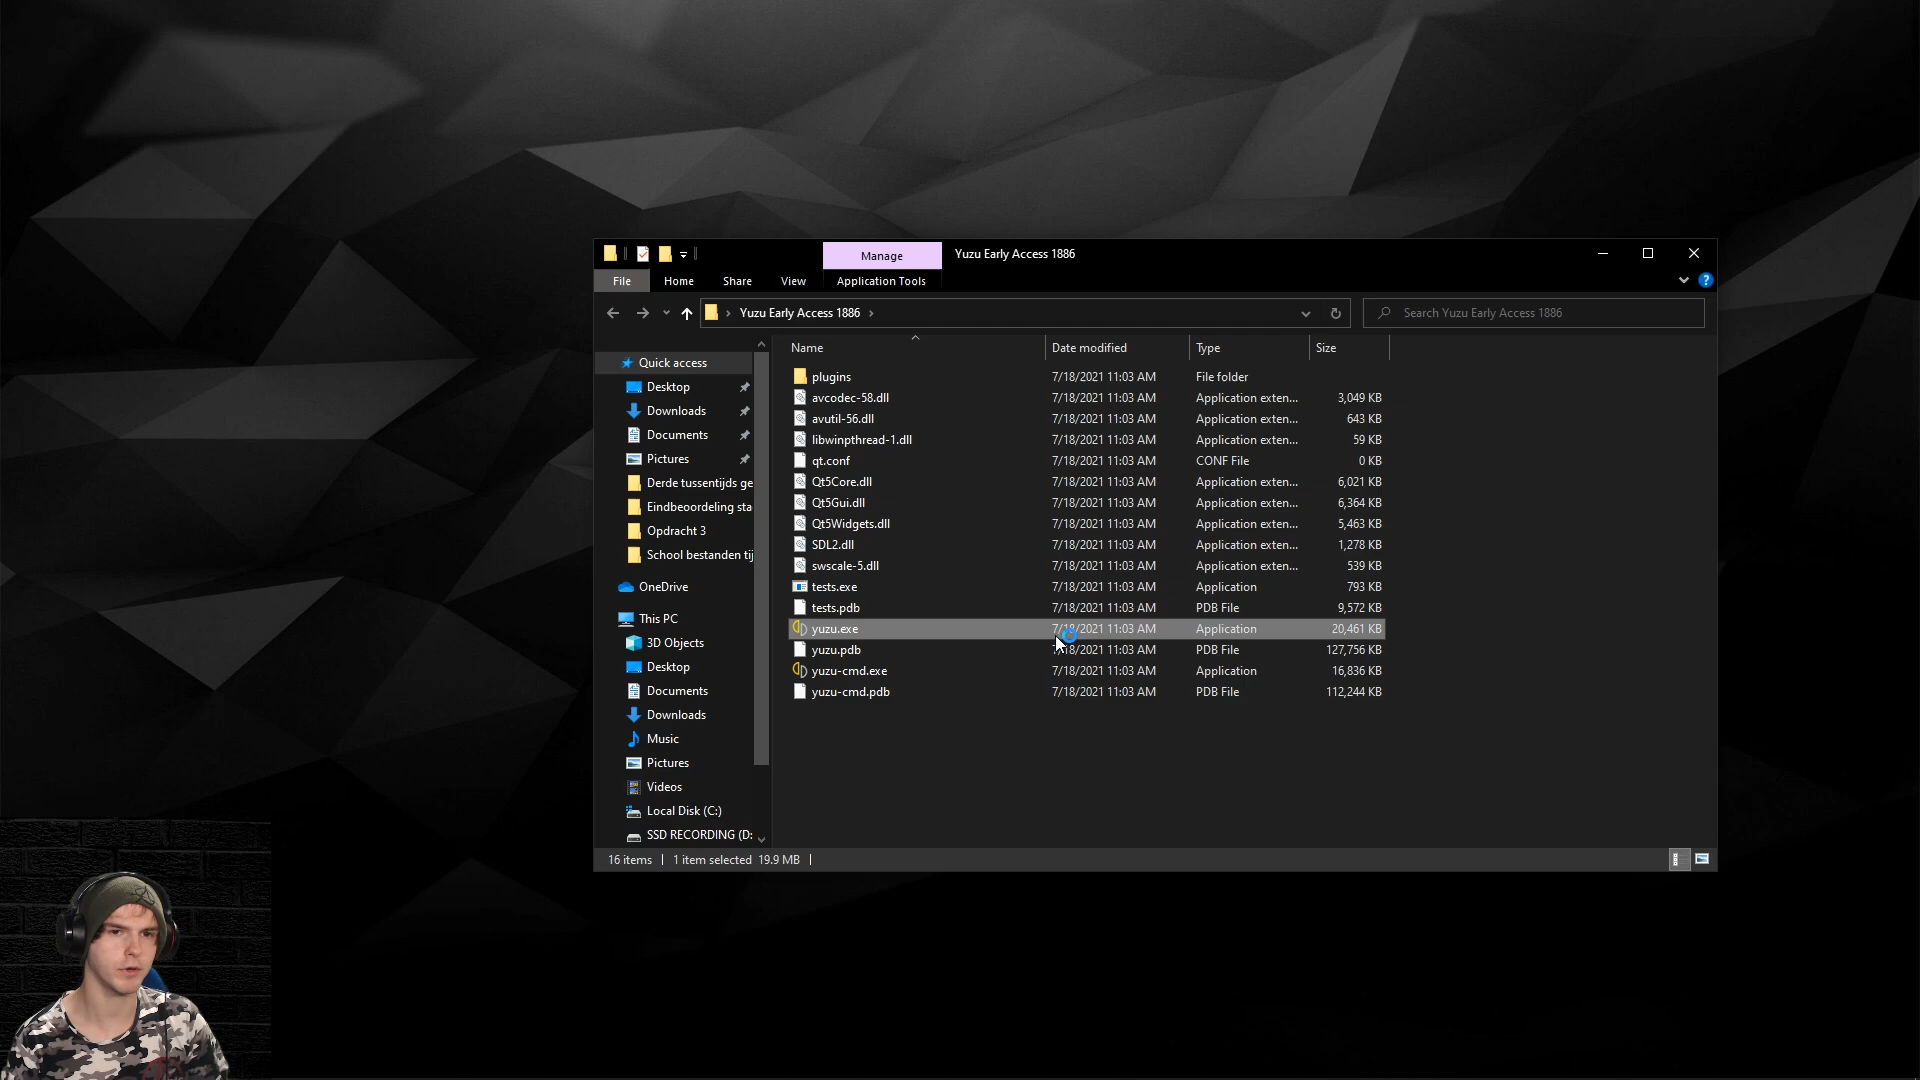 Manage
Yuzu Early Access 1886
File
Home
Share
View
Application Tools
Yuzu Early Access 1886
Search Yuzu Early Access 1886
Name
Date modified
Type
Size
Quick access
Desktop
Downloads
Documents
Pictures
Derde tussentijds ge
Eindbeoordeling sta
Opdracht 3
School bestanden tij
OneDrive
This PC
3D Objects
Desktop
Documents
Downloads
Music
Pictures
Videos
Local Disk (C:)
SSD RECORDING (D:
plugins 7/18/2021 11:03 AM File folder
avcodec-58.dll 7/18/2021 11:03 AM Application exten... 3,049 KB
avutil-56.dll 7/18/2021 11:03 AM Application exten... 643 KB
libwinpthread-1.dll 7/18/2021 11:03 AM Application exten... 59 KB
qt.conf 7/18/2021 11:03 AM CONF File 0 KB
Qt5Core.dll 7/18/2021 11:03 AM Application exten... 6,021 KB
Qt5Gui.dll 7/18/2021 11:03 AM Application exten... 6,364 KB
Qt5Widgets.dll 7/18/2021 11:03 AM Application exten... 5,463 KB
SDL2.dll 7/18/2021 11:03 AM Application exten... 1,278 KB
swscale-5.dll 7/18/2021 11:03 AM Application exten... 539 KB
tests.exe 7/18/2021 11:03 AM Application 793 KB
tests.pdb 7/18/2021 11:03 AM PDB File 9,572 KB
yuzu.exe 7/18/2021 11:03 AM Application 20,461 KB
yuzu.pdb 7/18/2021 11:03 AM PDB File 127,756 KB
yuzu-cmd.exe 7/18/2021 11:03 AM Application 16,836 KB
yuzu-cmd.pdb 7/18/2021 11:03 AM PDB File 112,244 KB
16 items
1 item selected 19.9 MB